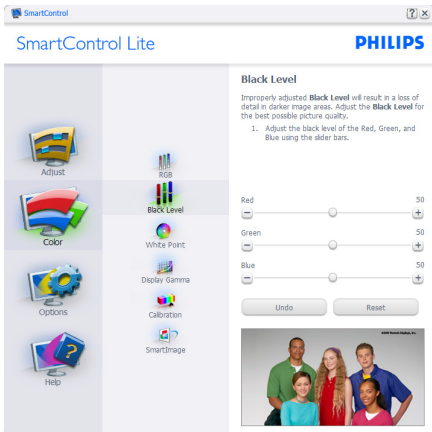 SmartControl
SmartControl Lite
PHILIPS
Adjust
Color
Options
Help
RGB
Black Level
White Point
Display Gamma
Calibration
SmartImage
Black Level
Improperly adjusted Black Level will result in a loss of
detail in darker image areas. Adjust the Black Level for
the best possible picture quality.
1. Adjust the black level of the Red, Green, and
Blue using the slider bars.
Red 50
Green 50
Blue 50
Undo Reset